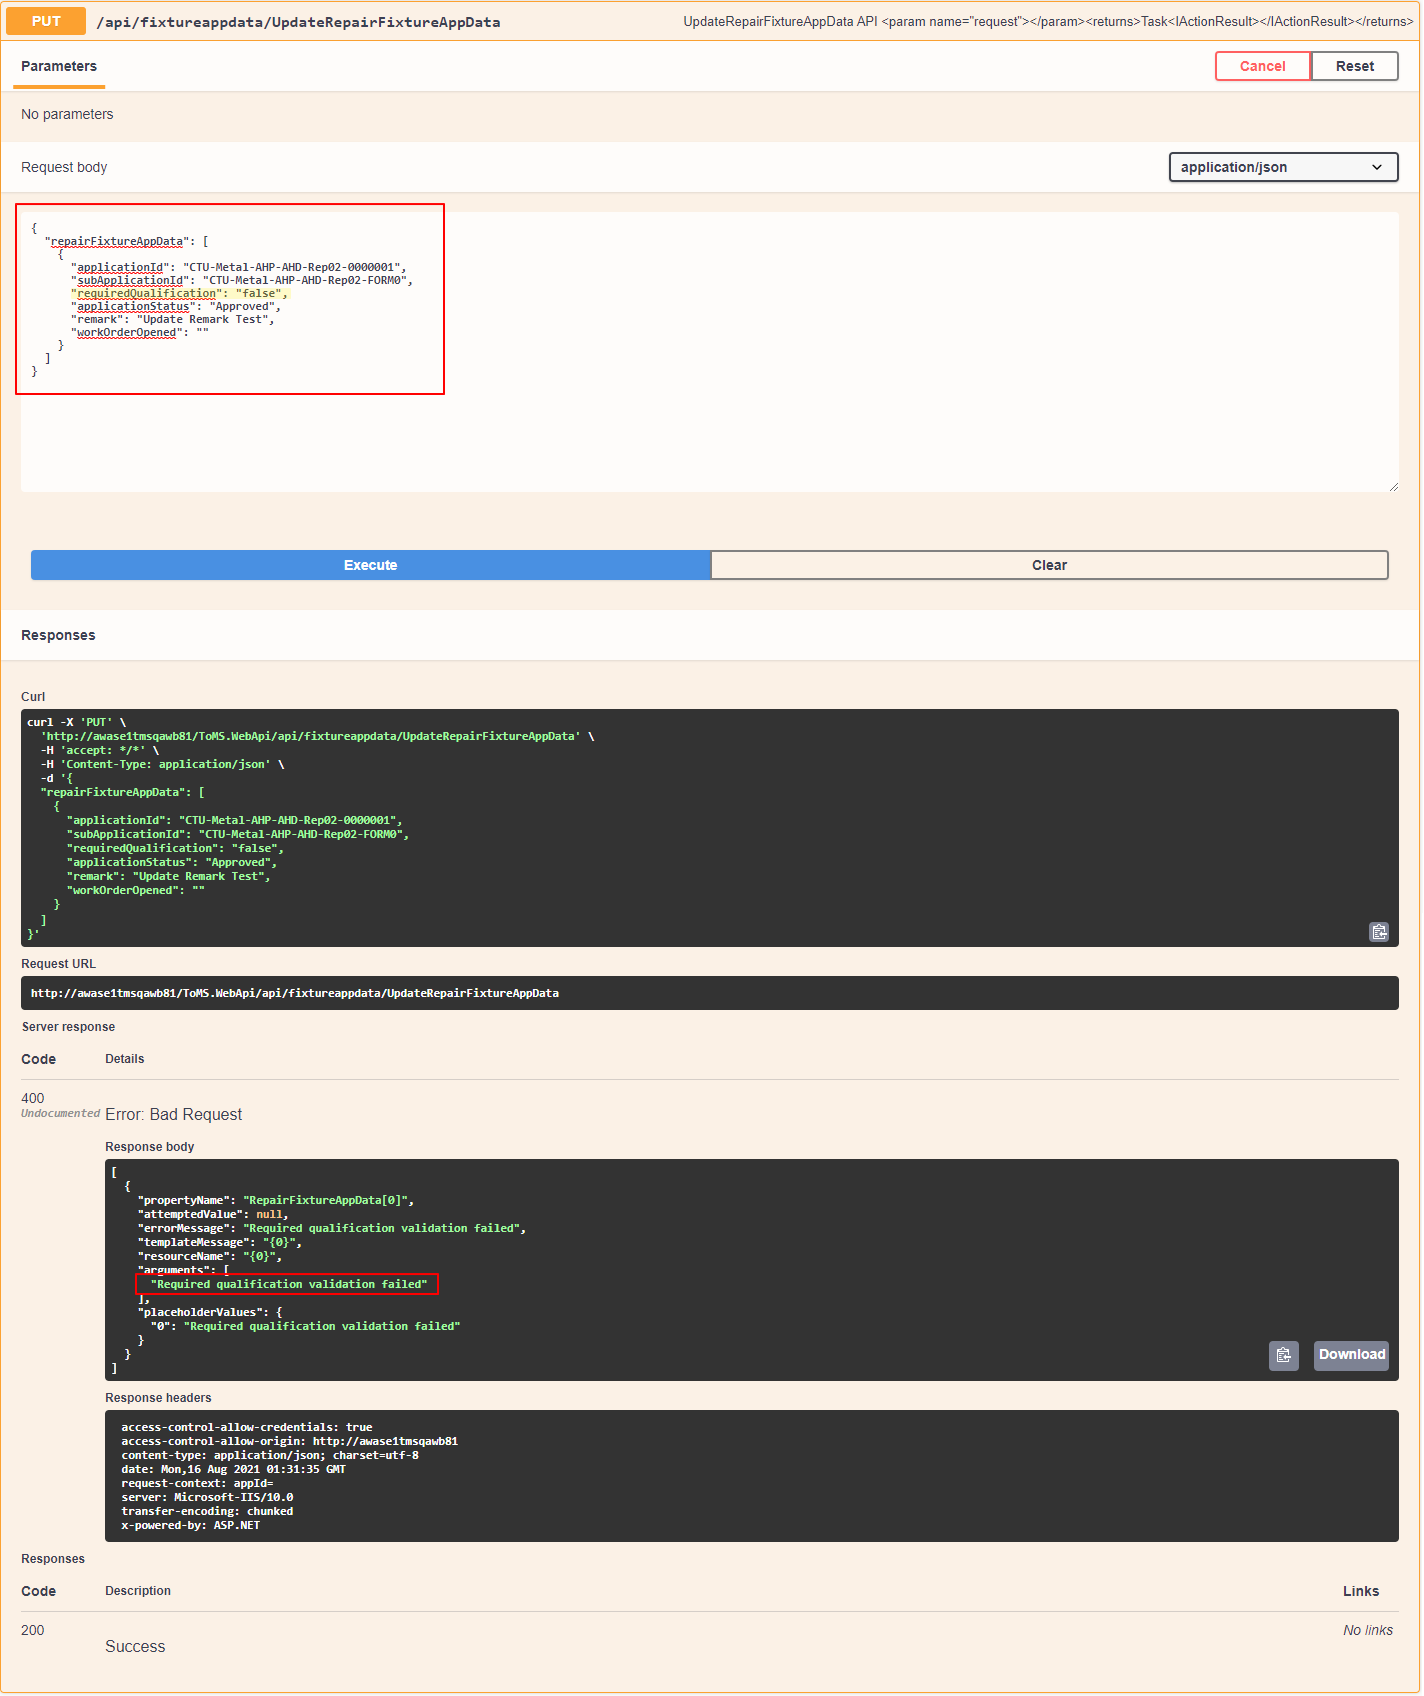 PUT /api/fixtureappdata/UpdateRepairFixtureAppData UpdateRepairFixtureAppData API <param name="request"></param><returns>Task<IActionResult></IActionResult></returns>
Parameters Cancel Reset
No parameters
Request body application/json
{
"repairFixtureAppData": [
{
"applicationId": "CTU-Metal-AHP-AHD-Rep02-0000001",
"subApplicationId": "CTU-Metal-AHP-AHD-Rep02-FORM0",
"requiredQualification": "false",
"applicationStatus": "Approved",
"remark": "Update Remark Test",
"workOrderOpened": ""
}
]
}
Execute Clear
Responses
Curl
curl -X 'PUT' \
'http://awase1tmsqawb81/ToMS.WebApi/api/fixtureappdata/UpdateRepairFixtureAppData' \
-H 'accept: */*' \
-H 'Content-Type: application/json' \
-d '{
"repairFixtureAppData": [
{
"applicationId": "CTU-Metal-AHP-AHD-Rep02-0000001",
"subApplicationId": "CTU-Metal-AHP-AHD-Rep02-FORM0",
"requiredQualification": "false",
"applicationStatus": "Approved",
"remark": "Update Remark Test",
"workOrderOpened": ""
}
]
}'
Request URL
http://awase1tmsqawb81/ToMS.WebApi/api/fixtureappdata/UpdateRepairFixtureAppData
Server response
Code Details
400
Undocumented Error: Bad Request
Response body
[
{
"propertyName": "RepairFixtureAppData[0]",
"attemptedValue": null,
"errorMessage": "Required qualification validation failed",
"templateMessage": "{0}",
"resourceName": "{0}",
"arguments": [
"Required qualification validation failed"
],
"placeholderValues": {
"0": "Required qualification validation failed"
}
}
]
Download
Response headers
access-control-allow-credentials: true
access-control-allow-origin: http://awase1tmsqawb81
content-type: application/json; charset=utf-8
date: Mon,16 Aug 2021 01:31:35 GMT
request-context: appId=
server: Microsoft-IIS/10.0
transfer-encoding: chunked
x-powered-by: ASP.NET
Responses
Code Description Links
200 No links
Success